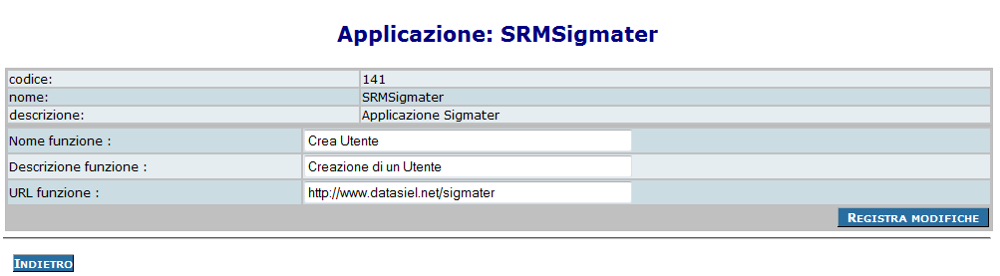 Applicazione: SRMSigmater
codice: 141
nome: SRMSigmater
descrizione: Applicazione Sigmater
Nome funzione : Crea Utente
Descrizione funzione : Creazione di un Utente
URL funzione : http://www.datasiel.net/sigmater
REGISTRA MODIFICHE
INDIETRO